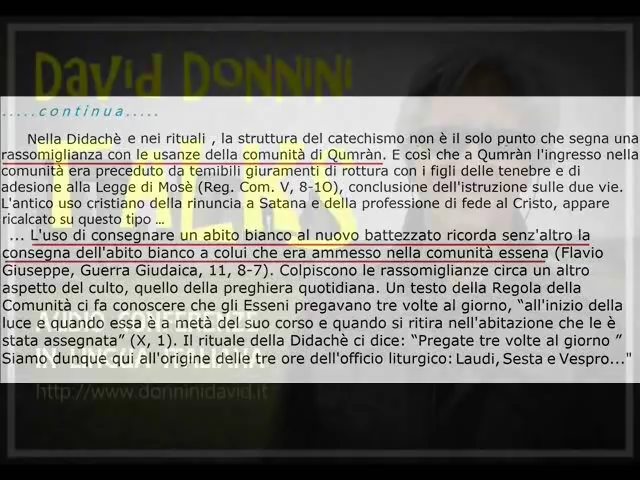 David Donnini
.....continua.....
Nella Didachè e nei rituali , la struttura del catechismo non è il solo punto che segna una
rassomiglianza con le usanze della comunità di Qumràn. E così che a Qumràn l'ingresso nella
comunità era preceduto da temibili giuramenti di rottura con i figli delle tenebre e di
adesione alla Legge di Mosè (Reg. Com. V, 8-1O), conclusione dell'istruzione sulle due vie.
L'antico uso cristiano della rinuncia a Satana e della professione di fede al Cristo, appare
ricalcato su questo tipo …
... L'uso di consegnare un abito bianco al nuovo battezzato ricorda senz'altro la
consegna dell'abito bianco a colui che era ammesso nella comunità essena (Flavio
Giuseppe, Guerra Giudaica, 11, 8-7). Colpiscono le rassomiglianze circa un altro
aspetto del culto, quello della preghiera quotidiana. Un testo della Regola della
Comunità ci fa conoscere che gli Esseni pregavano tre volte al giorno, “all'inizio della
luce a quando essa è a metà del suo corso e quando si ritira nell'abitazione che le è
stata assegnata” (X, 1). Il rituale della Didachè ci dice: “Pregate tre volte al giorno ”
Siamo dunque qui all'origine delle tre ore dell'officio liturgico: Laudi, Sesta e Vespro..."
TALKS
AUDIO CONFERENZE
IN LINGUA ITALIANA
http://www.donninidavid.it